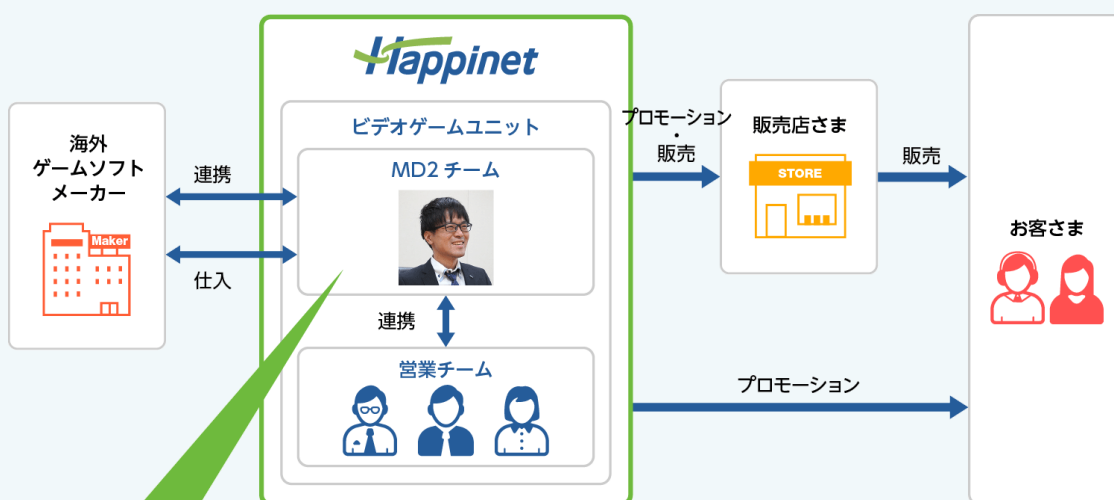 Happinet
ビデオゲームユニット
MD2 チーム
海外
ゲームソフト
メーカー
Maker
連携
仕入
連携
営業チーム
プロモーション
・
販売
販売店さま
STORE
販売
お客さま
プロモーション